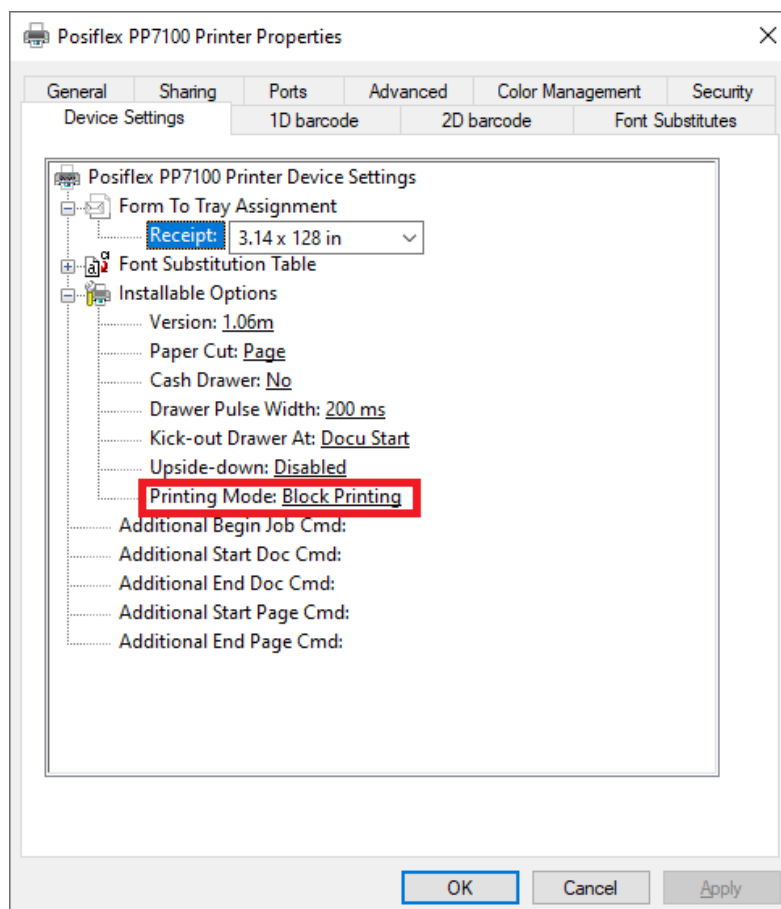 Posiflex PP7100 Printer Properties
General Sharing Ports Advanced Color Management Security
Device Settings 1D barcode 2D barcode Font Substitutes
Posiflex PP7100 Printer Device Settings
Form To Tray Assignment
Receipt: 3.14 x 128 in
Font Substitution Table
Installable Options
Version: 1.06m
Paper Cut: Page
Cash Drawer: No
Drawer Pulse Width: 200 ms
Kick-out Drawer At: Docu Start
Upside-down: Disabled
Printing Mode: Block Printing
Additional Begin Job Cmd:
Additional Start Doc Cmd:
Additional End Doc Cmd:
Additional Start Page Cmd:
Additional End Page Cmd:
OK Cancel Apply